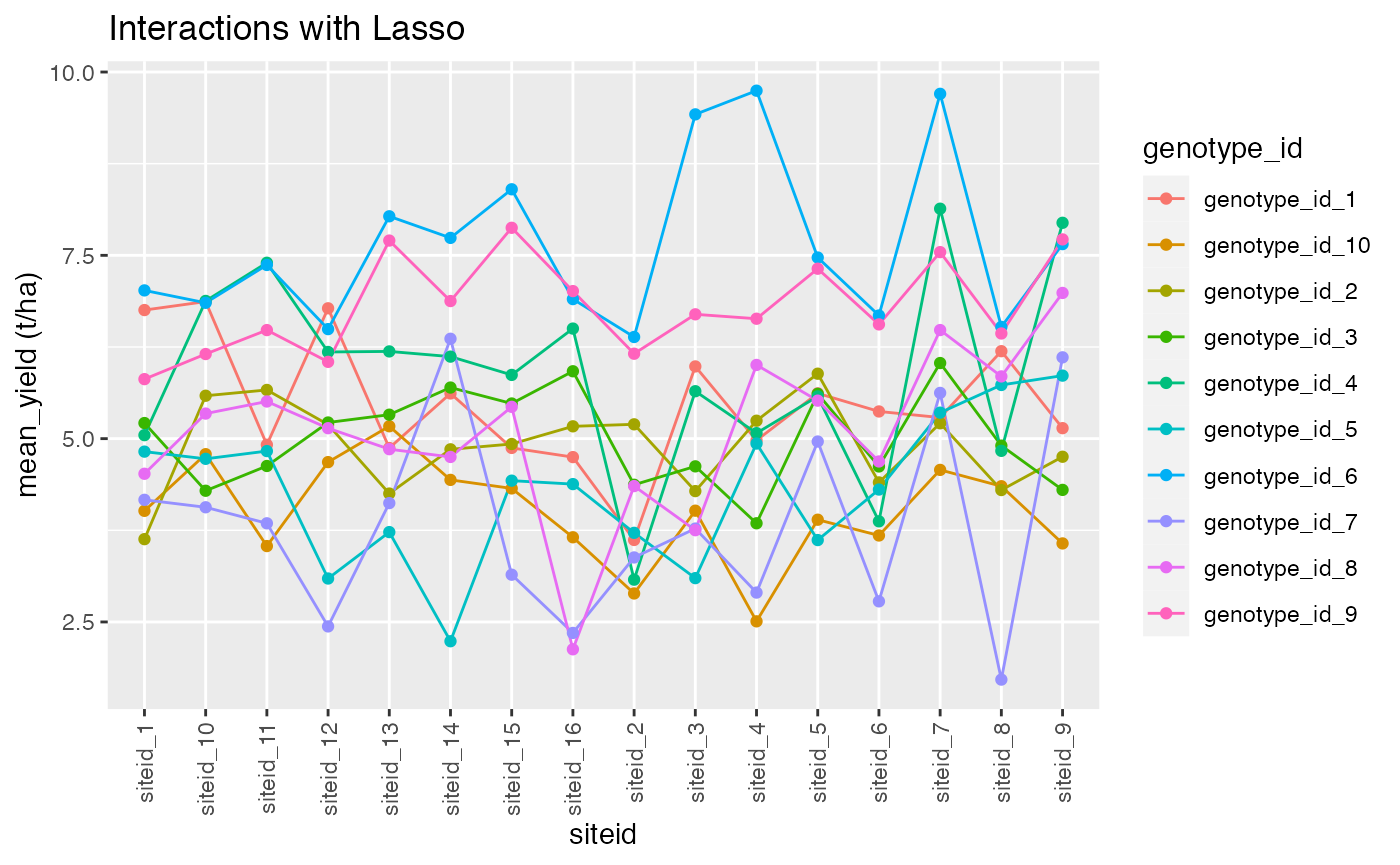 Interactions with Lasso
mean_yield (t/ha)
10.0
7.5
5.0
2.5
siteid_1
siteid_10
siteid_11
siteid_12
siteid_13
siteid_14
siteid_15
siteid_16
siteid_2
siteid_3
siteid_4
siteid_5
siteid_6
siteid_7
siteid_8
siteid_9
siteid
genotype_id
genotype_id_1
genotype_id_10
genotype_id_2
genotype_id_3
genotype_id_4
genotype_id_5
genotype_id_6
genotype_id_7
genotype_id_8
genotype_id_9